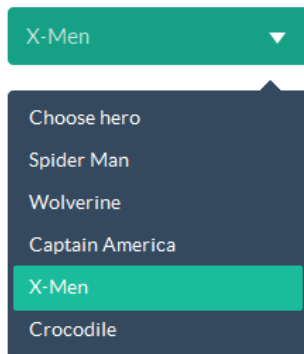 X-Men
Choose hero
Spider Man
Wolverine
Captain America
X-Men
Crocodile